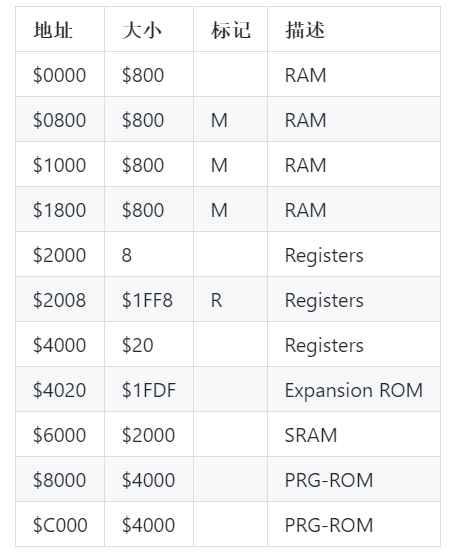 地址 大小 标记 描述
$0000 $800 RAM
$0800 $800 M RAM
$1000 $800 M RAM
$1800 $800 M RAM
$2000 8 Registers
$2008 $1FF8 R Registers
$4000 $20 Registers
$4020 $1FDF Expansion ROM
$6000 $2000 SRAM
$8000 $4000 PRG-ROM
$C000 $4000 PRG-ROM